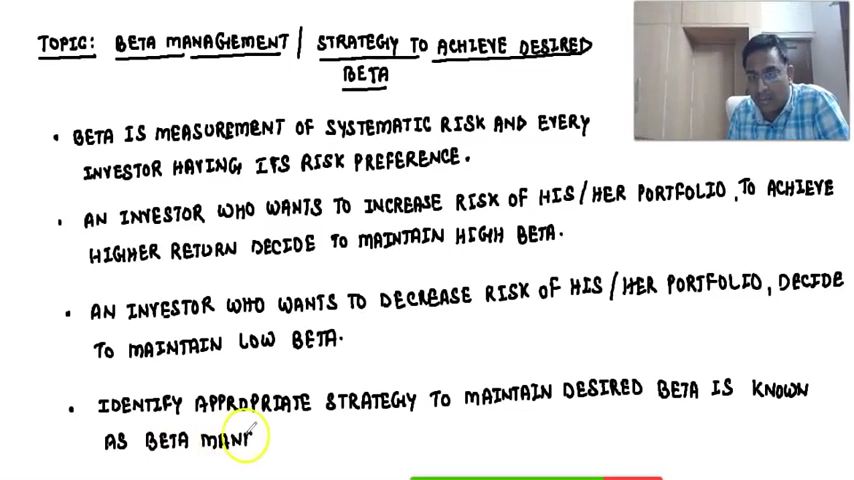 TOPIC: BETA MANAGEMENT / STRATEGY TO ACHIEVE DESIRED
BETA
• BETA IS MEASUREMENT OF SYSTEMATIC RISK AND EVERY
INVESTOR HAVING ITS RISK PREFERENCE.
• AN INVESTOR WHO WANTS TO INCREASE RISK OF HIS/HER PORTFOLIO, TO ACHIEVE
HIGHER RETURN DECIDE TO MAINTAIN HIGH BETA.
• AN INVESTOR WHO WANTS TO DECREASE RISK OF HIS/HER PORTFOLIO, DECIDE
TO MAINTAIN LOW BETA.
• IDENTIFY APPROPRIATE STRATEGY TO MAINTAIN DESIRED BETA IS KNOWN
AS BETA